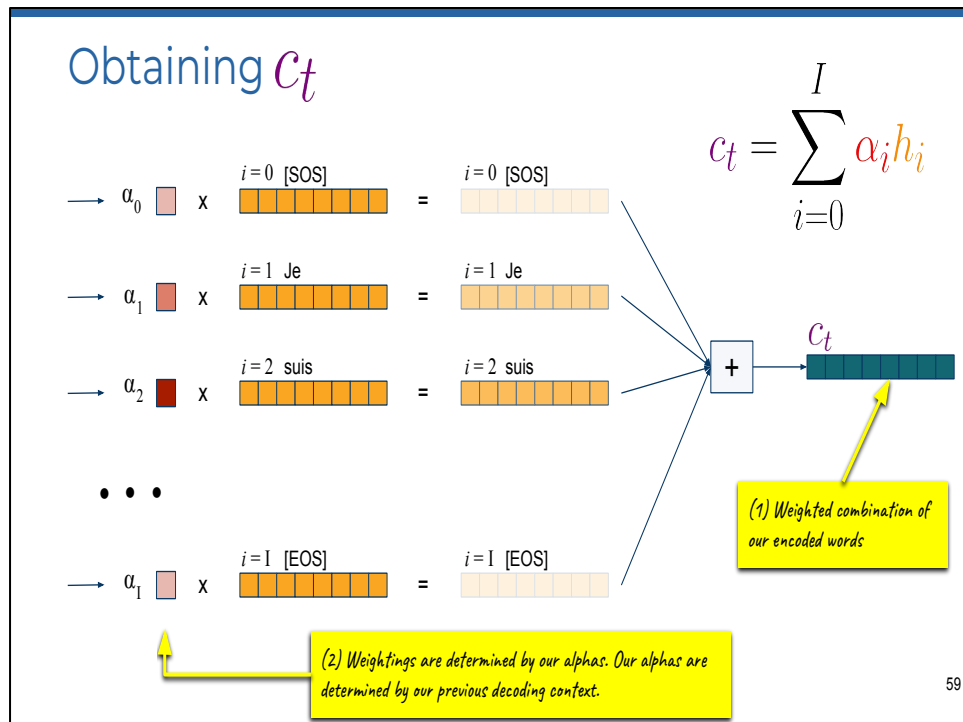 Obtaining c_t
c_t = \sum_{i=0}^{I} α_i h_i
i = 0 [SOS]
i = 0 [SOS]
α_0 x =
i = 1 Je
i = 1 Je
α_1 x =
c_t
+
i = 2 suis
i = 2 suis
α_2 x =
• • •
(1) Weighted combination of
our encoded words
i = I [EOS]
i = I [EOS]
α_I x =
(2) Weightings are determined by our alphas. Our alphas are
determined by our previous decoding context.
59